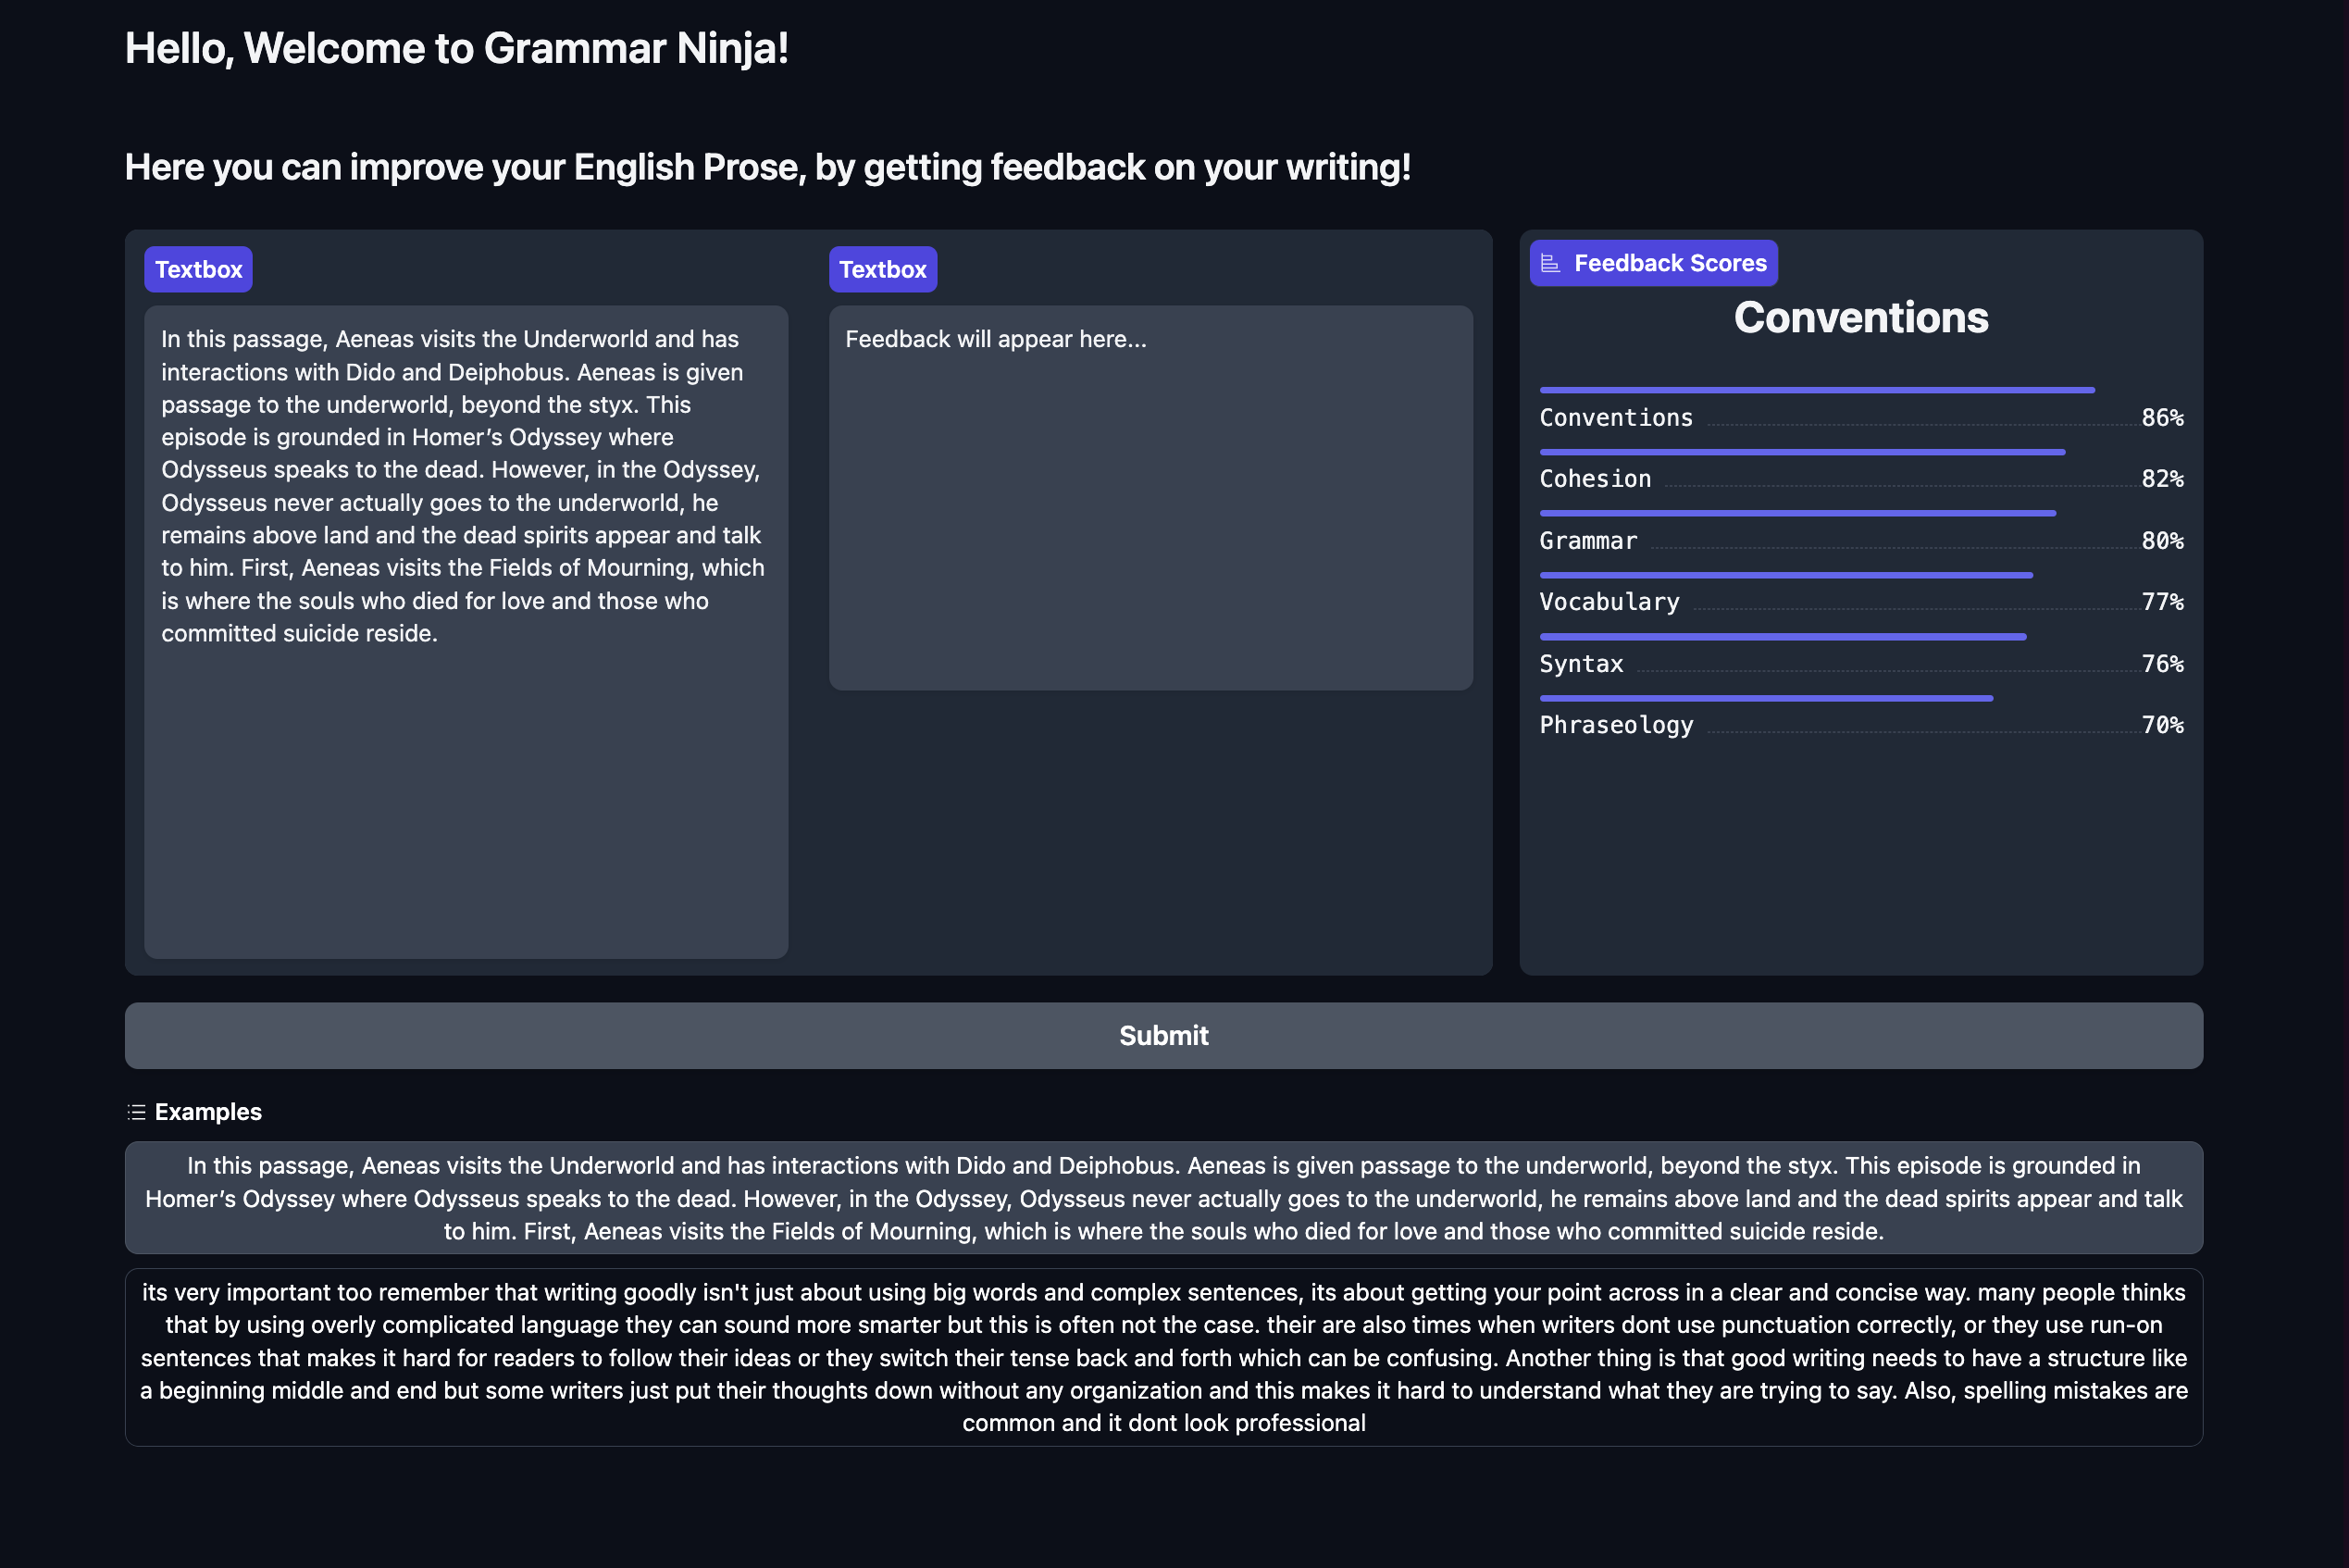 Hello, Welcome to Grammar Ninja!
Here you can improve your English Prose, by getting feedback on your writing!
Textbox
In this passage, Aeneas visits the Underworld and has
interactions with Dido and Deiphobus. Aeneas is given
passage to the underworld, beyond the styx. This
episode is grounded in Homer’s Odyssey where
Odysseus speaks to the dead. However, in the Odyssey,
Odysseus never actually goes to the underworld, he
remains above land and the dead spirits appear and talk
to him. First, Aeneas visits the Fields of Mourning, which
is where the souls who died for love and those who
committed suicide reside.
Textbox
Feedback will appear here...
Feedback Scores
Conventions
Conventions 86%
Cohesion 82%
Grammar 80%
Vocabulary 77%
Syntax 76%
Phraseology 70%
Submit
Examples
In this passage, Aeneas visits the Underworld and has interactions with Dido and Deiphobus. Aeneas is given passage to the underworld, beyond the styx. This episode is grounded in
Homer’s Odyssey where Odysseus speaks to the dead. However, in the Odyssey, Odysseus never actually goes to the underworld, he remains above land and the dead spirits appear and talk
to him. First, Aeneas visits the Fields of Mourning, which is where the souls who died for love and those who committed suicide reside.
its very important too remember that writing goodly isn't just about using big words and complex sentences, its about getting your point across in a clear and concise way. many people thinks
that by using overly complicated language they can sound more smarter but this is often not the case. their are also times when writers dont use punctuation correctly, or they use run-on
sentences that makes it hard for readers to follow their ideas or they switch their tense back and forth which can be confusing. Another thing is that good writing needs to have a structure like
a beginning middle and end but some writers just put their thoughts down without any organization and this makes it hard to understand what they are trying to say. Also, spelling mistakes are
common and it dont look professional